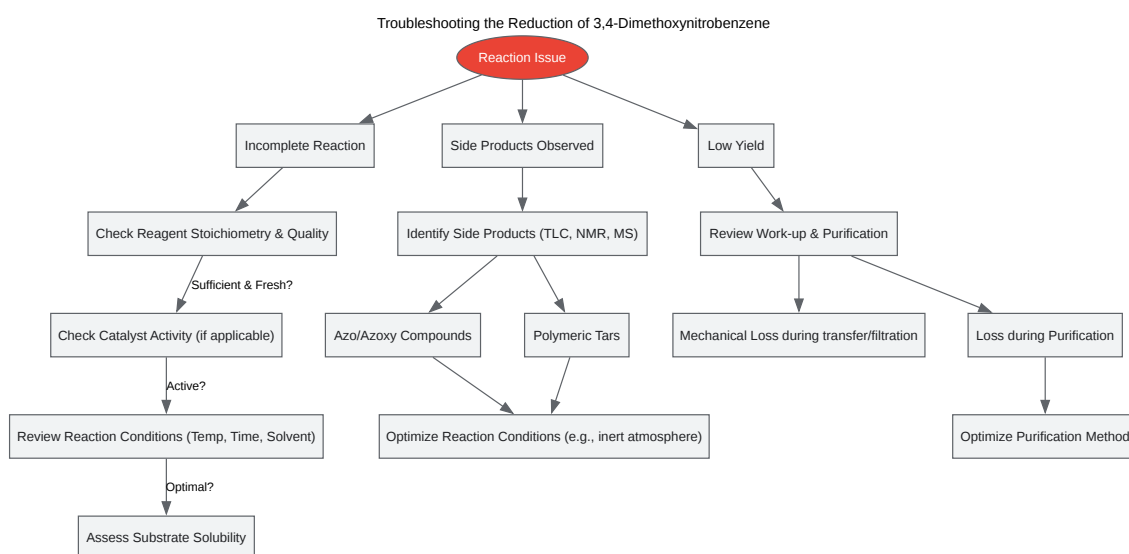 Troubleshooting the Reduction of 3,4-Dimethoxynitrobenzene
Reaction Issue
Incomplete Reaction
Side Products Observed
Low Yield
Check Reagent Stoichiometry & Quality
Identify Side Products (TLC, NMR, MS)
Review Work-up & Purification
Sufficient & Fresh?
Check Catalyst Activity (if applicable)
Azo/Azoxy Compounds
Polymeric Tars
Mechanical Loss during transfer/filtration
Loss during Purification
Active?
Review Reaction Conditions (Temp, Time, Solvent)
Optimize Reaction Conditions (e.g., inert atmosphere)
Optimize Purification Method
Optimal?
Assess Substrate Solubility